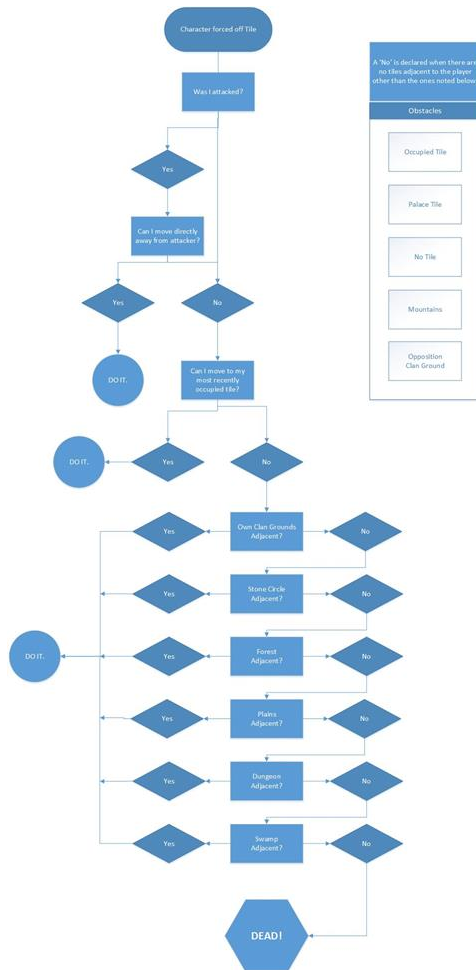 Character forced off Tile
Was I attacked?
A 'No' is declared when there are
no tiles adjacent to the player
other than the ones noted below
Obstacles
Occupied Tile
Palace Tile
No Tile
Mountains
Opposition
Clan Ground
Yes
Can I move directly
away from attacker?
Yes
No
DO IT.
Can I move to my
most recently
occupied tile?
DO IT.
Yes
No
Yes
Own Clan Grounds
Adjacent?
No
Yes
Stone Circle
Adjacent?
No
DO IT.
Yes
Forest
Adjacent?
No
Yes
Plains
Adjacent?
No
Yes
Dungeon
Adjacent?
No
Yes
Swamp
Adjacent?
No
DEAD!